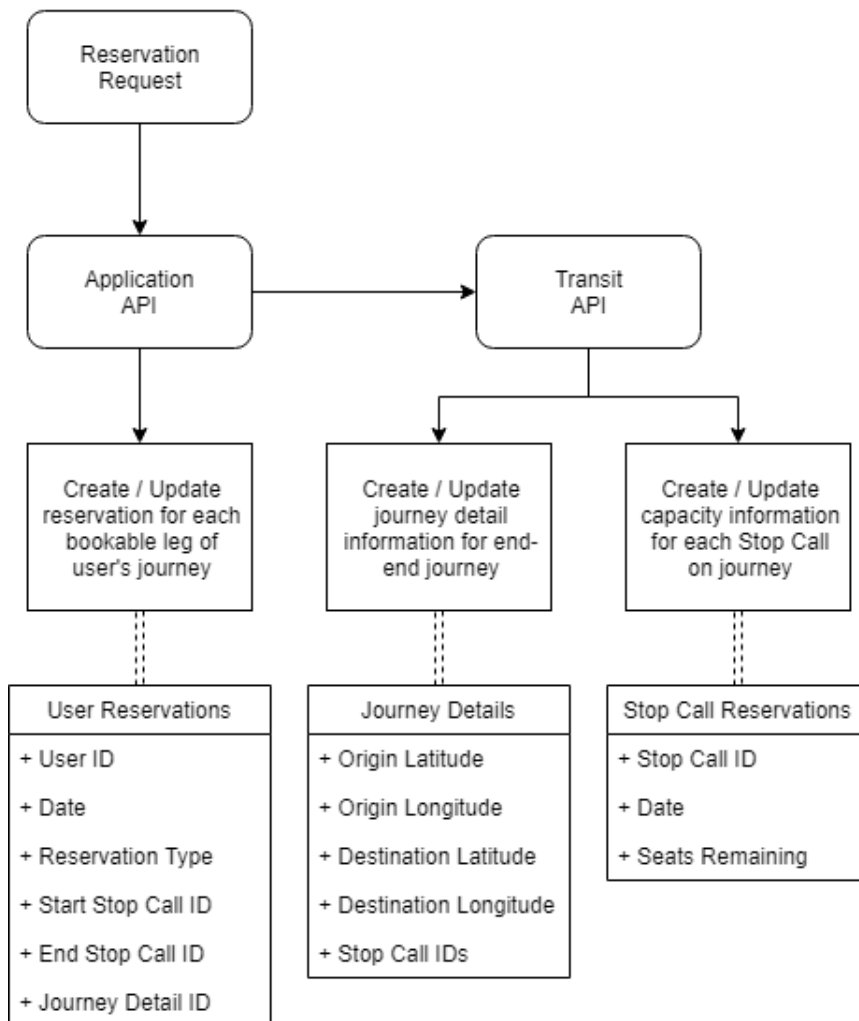 Reservation
Request
Application
API
Transit
API
Create / Update
reservation for each
bookable leg of
user's journey
Create / Update
journey detail
information for end-
end journey
Create / Update
capacity information
for each Stop Call
on journey
User Reservations
+ User ID
+ Date
+ Reservation Type
+ Start Stop Call ID
+ End Stop Call ID
+ Journey Detail ID
Journey Details
+ Origin Latitude
+ Origin Longitude
+ Destination Latitude
+ Destination Longitude
+ Stop Call IDs
Stop Call Reservations
+ Stop Call ID
+ Date
+ Seats Remaining